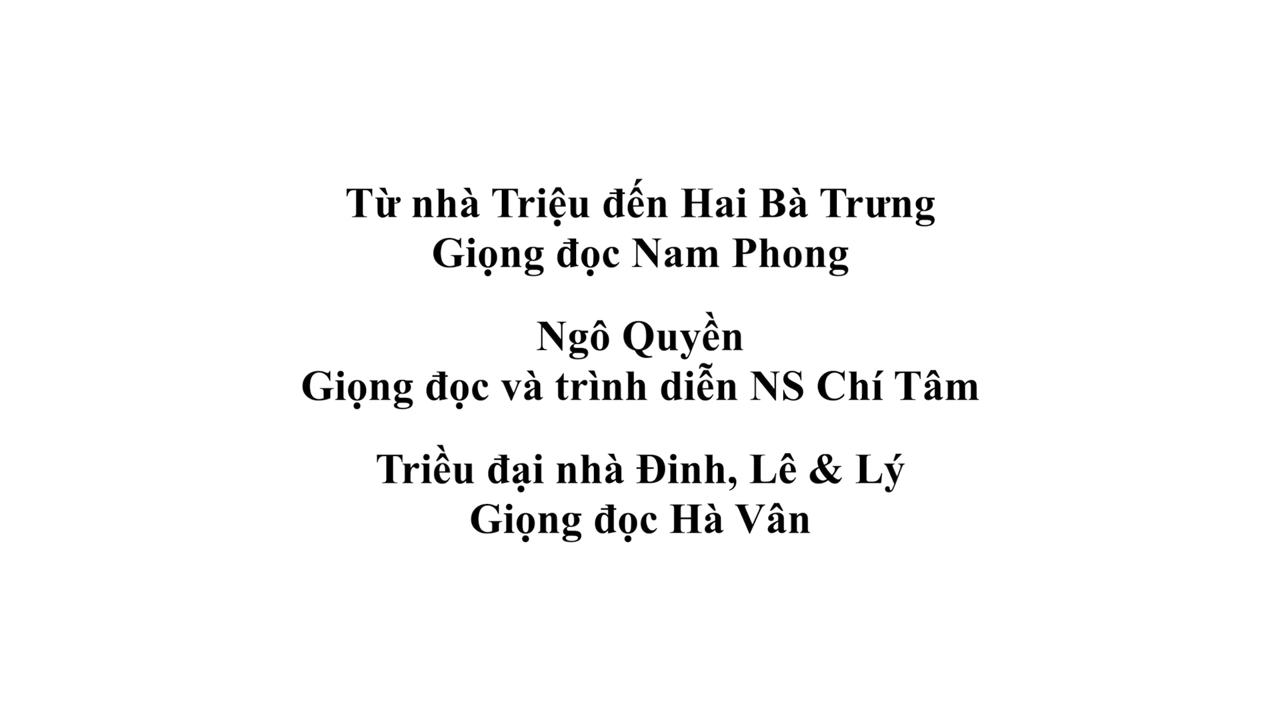 Từ nhà Triệu đến Hai Bà Trưng
Giọng đọc Nam Phong
Ngô Quyền
Giọng đọc và trình diễn NS Chí Tâm
Triều đại nhà Đinh, Lê & Lý
Giọng đọc Hà Vân